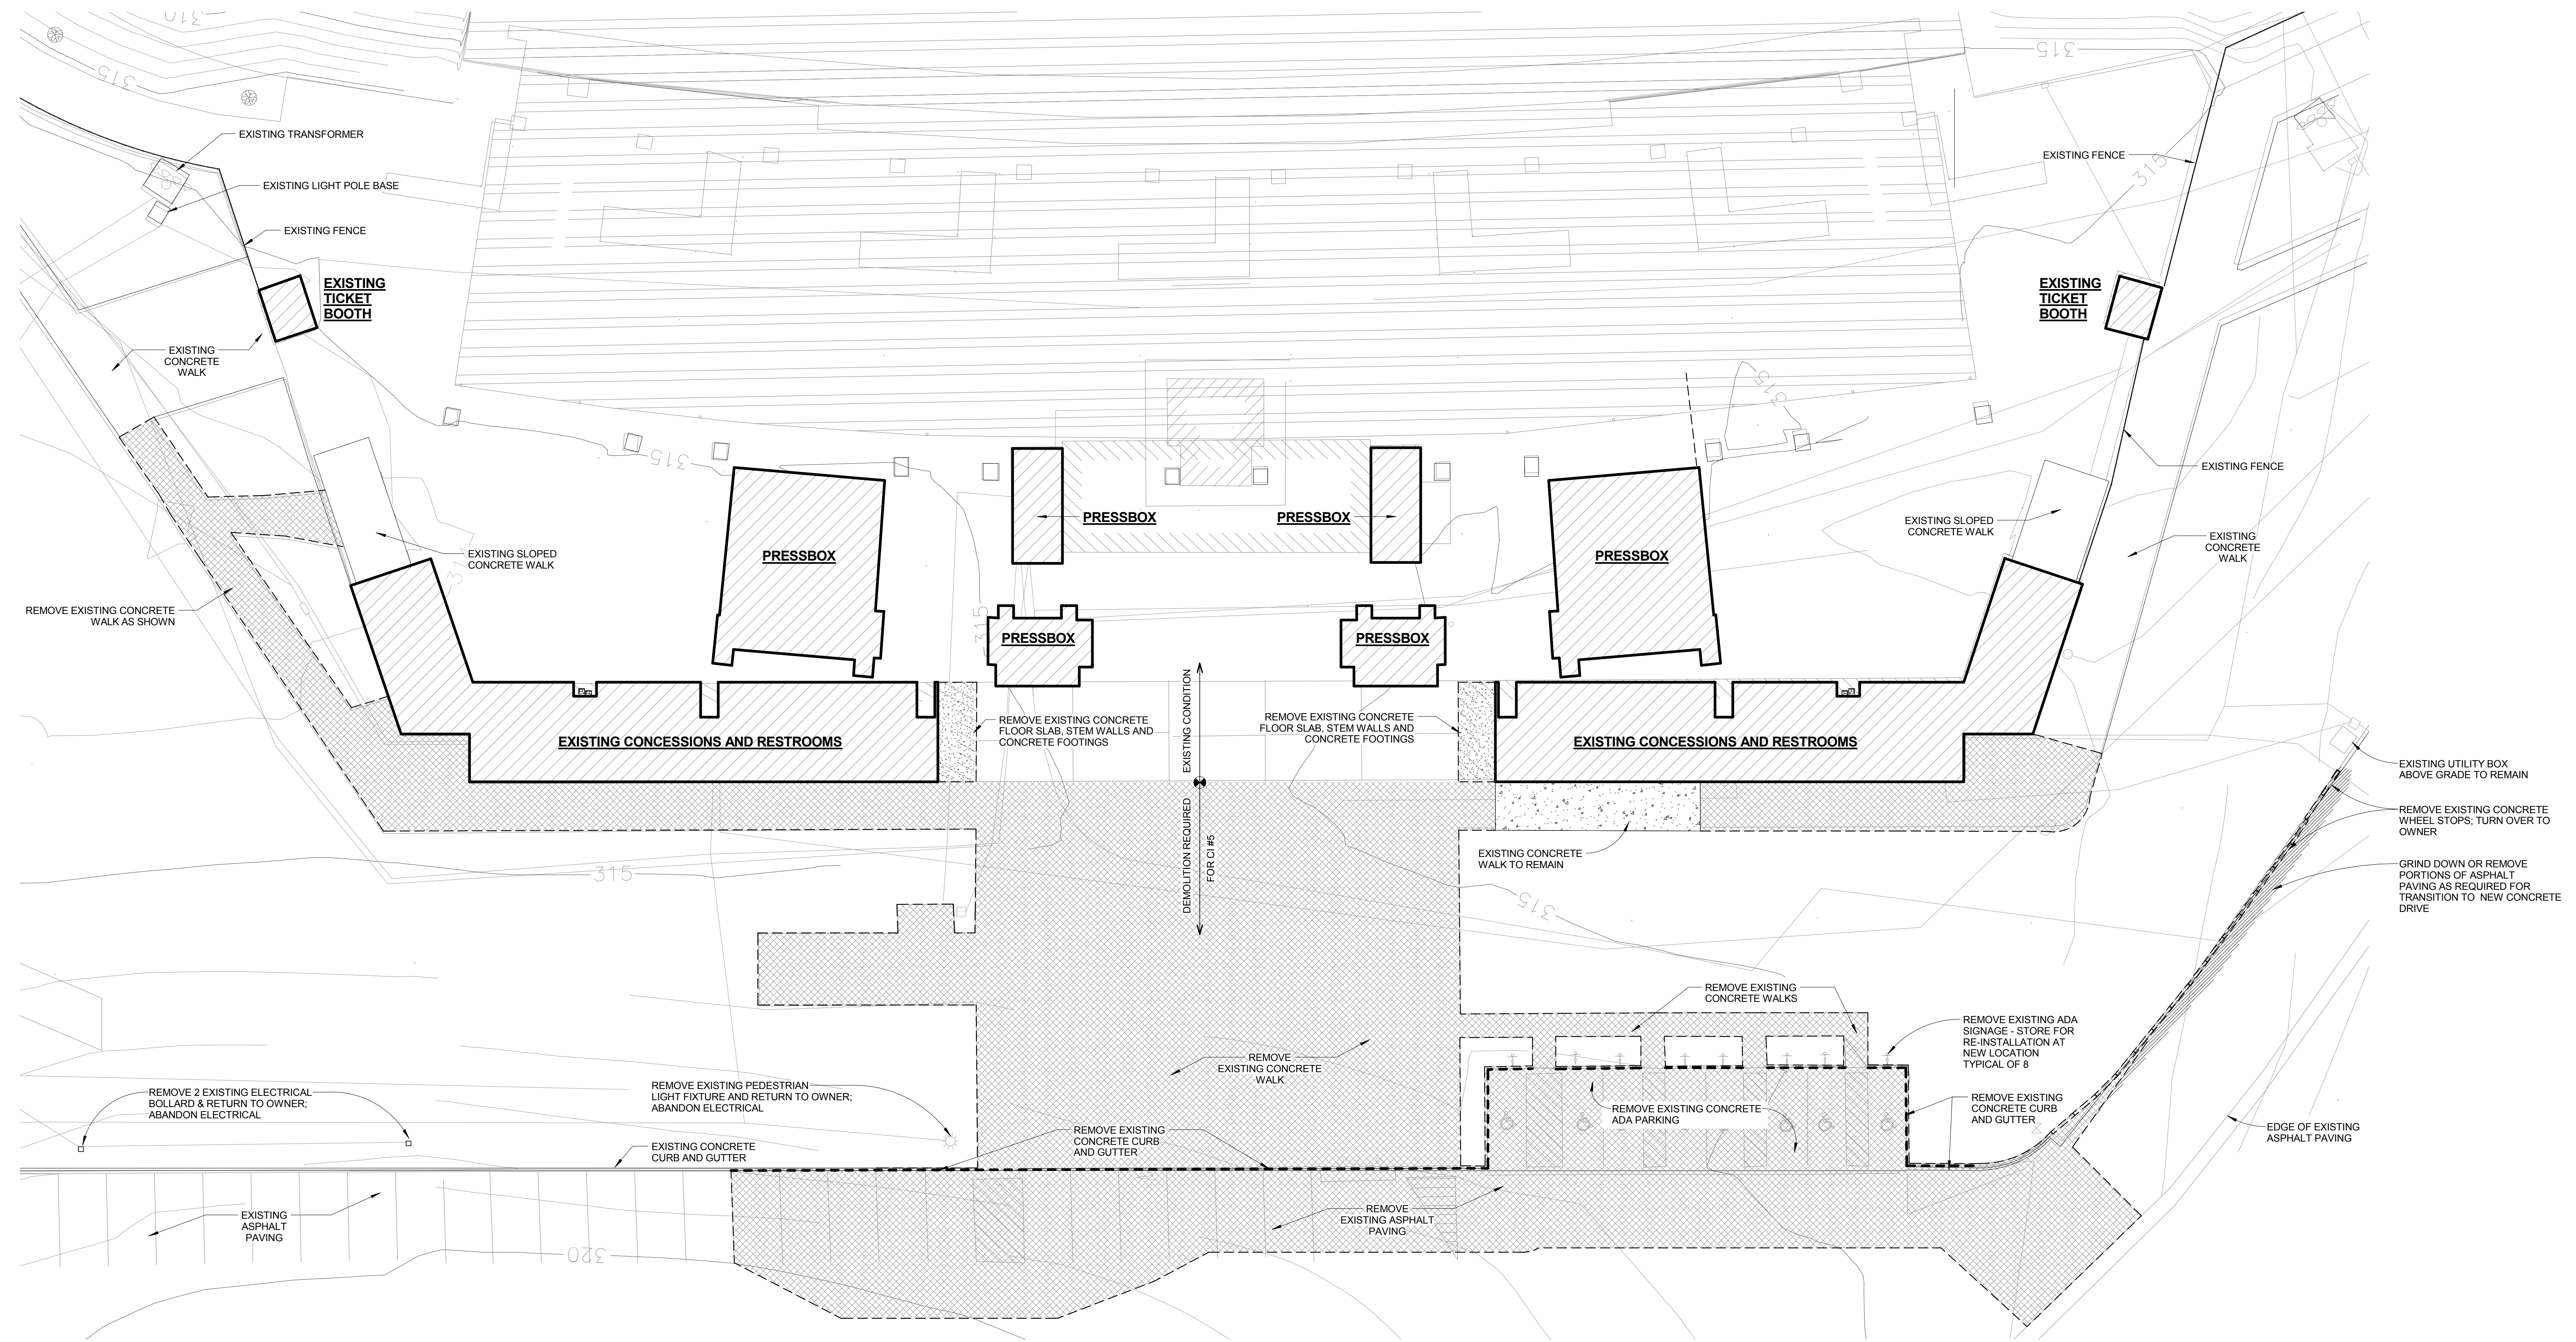 310
315
315
EXISTING TRANSFORMER
EXISTING LIGHT POLE BASE
EXISTING FENCE
EXISTING FENCE
315
EXISTING
TICKET
BOOTH
EXISTING
TICKET
BOOTH
EXISTING
CONCRETE
WALK
315
315
EXISTING FENCE
PRESSBOX
PRESSBOX
EXISTING SLOPED
CONCRETE WALK
EXISTING
CONCRETE
WALK
EXISTING SLOPED
CONCRETE WALK
PRESSBOX
PRESSBOX
REMOVE EXISTING CONCRETE
WALK AS SHOWN
315
PRESSBOX
PRESSBOX
EXISTING CONDITION
REMOVE EXISTING CONCRETE
FLOOR SLAB, STEM WALLS AND
CONCRETE FOOTINGS
REMOVE EXISTING CONCRETE
FLOOR SLAB, STEM WALLS AND
CONCRETE FOOTINGS
EXISTING CONCESSIONS AND RESTROOMS
EXISTING CONCESSIONS AND RESTROOMS
EXISTING UTILITY BOX
ABOVE GRADE TO REMAIN
REMOVE EXISTING CONCRETE
WHEEL STOPS; TURN OVER TO
OWNER
DEMOLITION REQUIRED
FOR CI #5
EXISTING CONCRETE
WALK TO REMAIN
GRIND DOWN OR REMOVE
PORTIONS OF ASPHALT
PAVING AS REQUIRED FOR
TRANSITION TO NEW CONCRETE
DRIVE
315
315
REMOVE EXISTING
CONCRETE WALKS
REMOVE EXISTING ADA
SIGNAGE - STORE FOR
RE-INSTALLATION AT
NEW LOCATION
TYPICAL OF 8
REMOVE
EXISTING CONCRETE
WALK
REMOVE 2 EXISTING ELECTRICAL
BOLLARD & RETURN TO OWNER;
ABANDON ELECTRICAL
REMOVE EXISTING PEDESTRIAN
LIGHT FIXTURE AND RETURN TO OWNER;
ABANDON ELECTRICAL
REMOVE EXISTING CONCRETE
ADA PARKING
REMOVE EXISTING
CONCRETE CURB
AND GUTTER
REMOVE EXISTING
CONCRETE CURB
AND GUTTER
EXISTING CONCRETE
CURB AND GUTTER
EDGE OF EXISTING
ASPHALT PAVING
EXISTING
ASPHALT
PAVING
REMOVE
EXISTING ASPHALT
PAVING
320